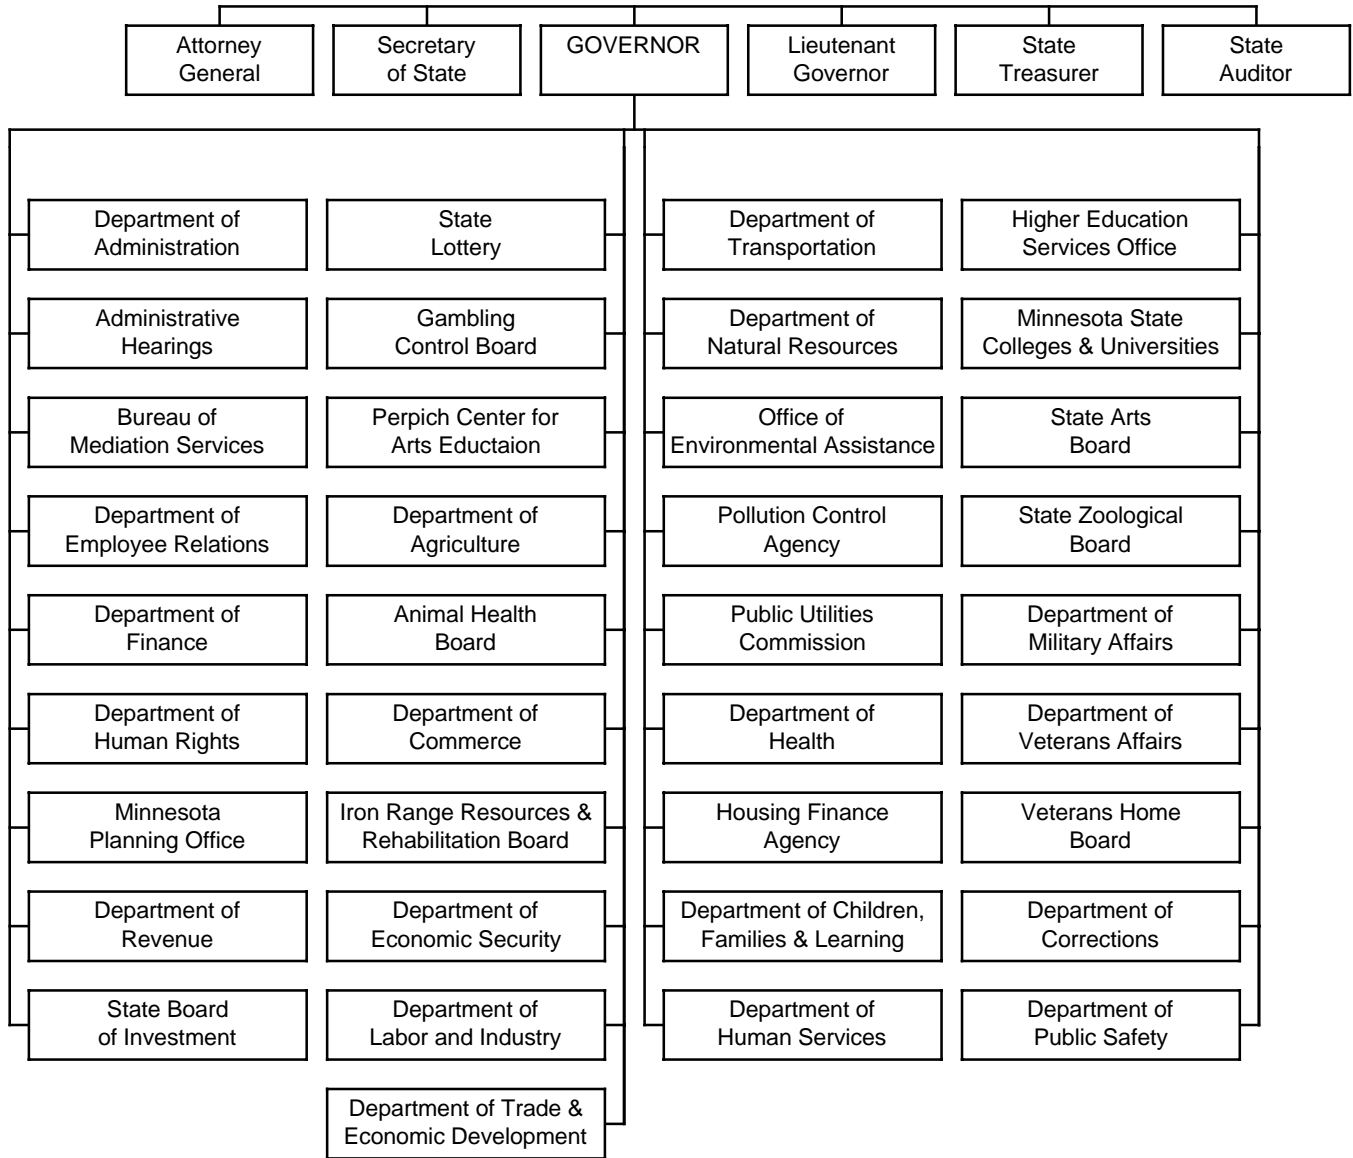 Attorney
General
Secretary
of State
GOVERNOR
Lieutenant
Governor
State
Treasurer
State
Auditor
Department of
Administration
State
Lottery
Department of
Transportation
Higher Education
Services Office
Administrative
Hearings
Gambling
Control Board
Department of
Natural Resources
Minnesota State
Colleges & Universities
Bureau of
Mediation Services
Perpich Center for
Arts Eductaion
Office of
Environmental Assistance
State Arts
Board
Department of
Employee Relations
Department of
Agriculture
Pollution Control
Agency
State Zoological
Board
Department of
Finance
Animal Health
Board
Public Utilities
Commission
Department of
Military Affairs
Department of
Human Rights
Department of
Commerce
Department of
Health
Department of
Veterans Affairs
Minnesota
Planning Office
Iron Range Resources &
Rehabilitation Board
Housing Finance
Agency
Veterans Home
Board
Department of
Revenue
Department of
Economic Security
Department of Children,
Families & Learning
Department of
Corrections
State Board
of Investment
Department of
Labor and Industry
Department of
Human Services
Department of
Public Safety
Department of Trade &
Economic Development